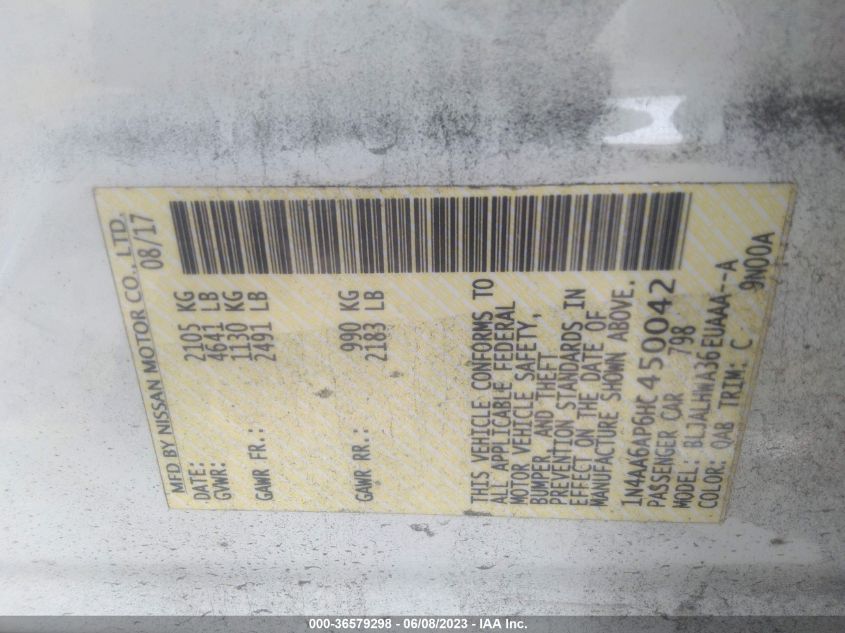 MFD BY NISSAN MOTOR CO., LTD.
DATE: 08/17
GVWR: 2105 KG
4641 LB
GAWR FR.: 1130 KG
2491 LB
GAWR RR.: 990 KG
2183 LB
THIS VEHICLE CONFORMS TO
ALL APPLICABLE FEDERAL
MOTOR VEHICLE SAFETY,
BUMPER, AND THEFT
PREVENTION STANDARDS IN
EFFECT ON THE DATE OF
MANUFACTURE SHOWN ABOVE.
1N4AA6AP6HC450042
PASSENGER CAR 798
MODEL: BLJALHWA36EUAAA--A
COLOR: QAB TRIM: C 9N00A
000-36579298 - 06/08/2023 - IAA Inc.